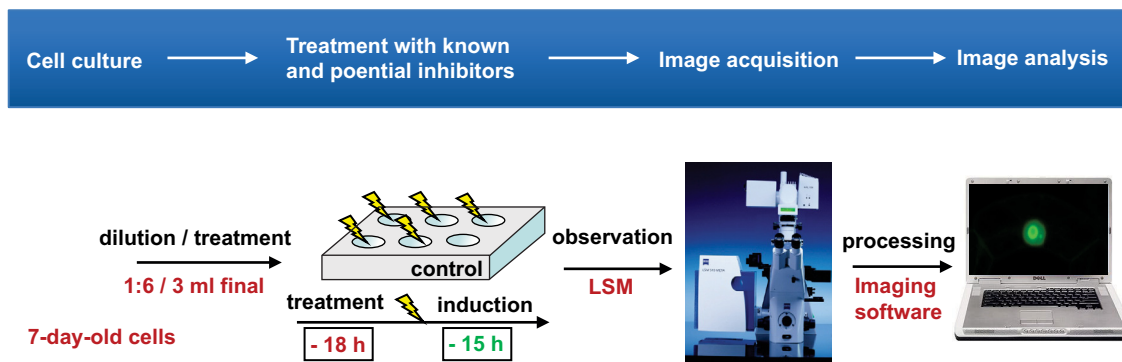 Cell culture
Treatment with known
and poential inhibitors
Image acquisition
Image analysis
dilution / treatment
1:6 / 3 ml final
7-day-old cells
control
treatment
induction
- 18 h
- 15 h
observation
LSM
processing
Imaging
software
DELL